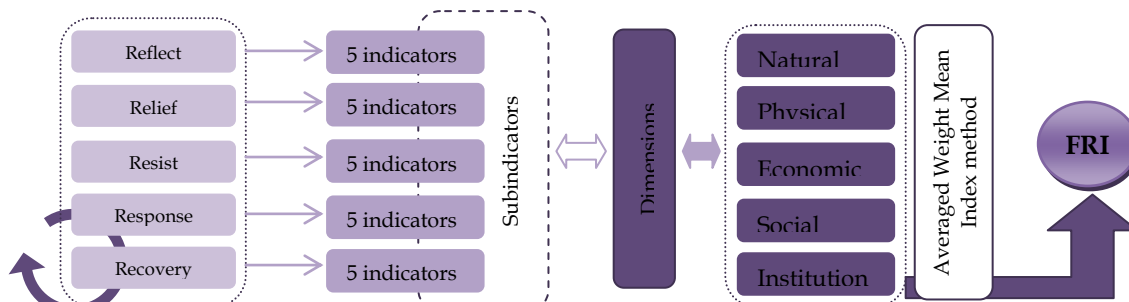 Reflect
Relief
Resist
Response
Recovery
5 indicators
5 indicators
5 indicators
5 indicators
5 indicators
Subindicators
Dimensions
Natural
Physical
Economic
Social
Institution
Averaged Weight Mean
Index method
FRI